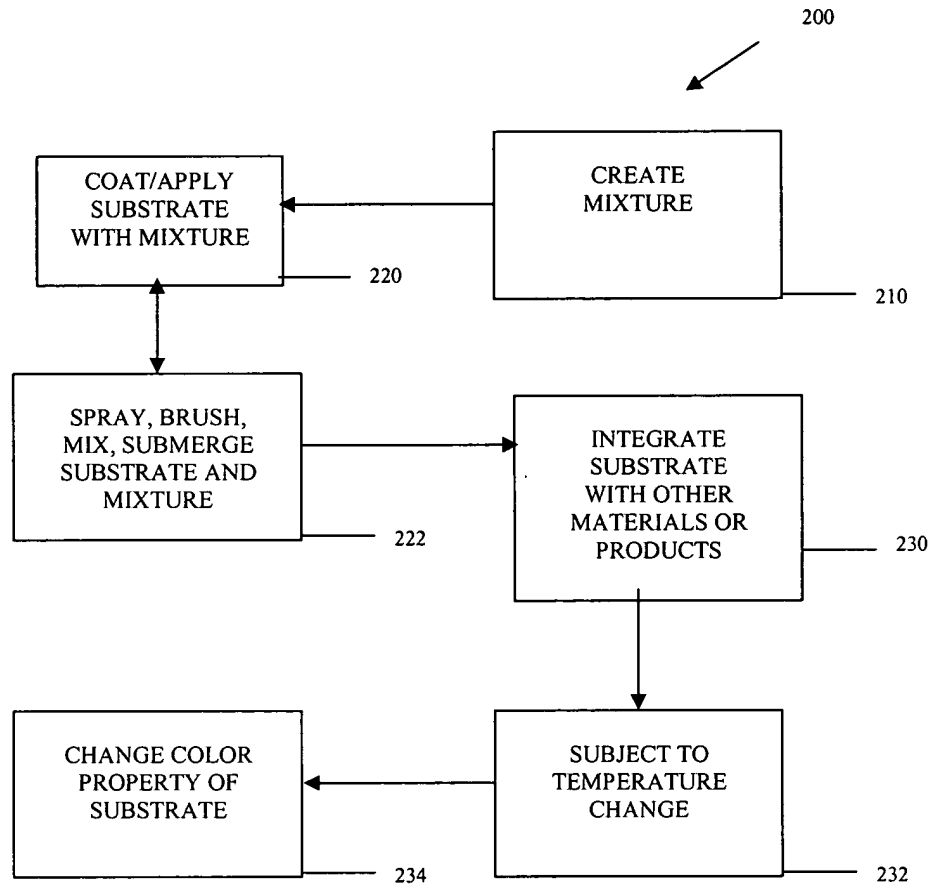 200
CREATE
MIXTURE
210
COAT/APPLY
SUBSTRATE
WITH MIXTURE
220
SPRAY, BRUSH,
MIX, SUBMERGE
SUBSTRATE AND
MIXTURE
222
INTEGRATE
SUBSTRATE
WITH OTHER
MATERIALS OR
PRODUCTS
230
SUBJECT TO
TEMPERATURE
CHANGE
232
CHANGE COLOR
PROPERTY OF
SUBSTRATE
234